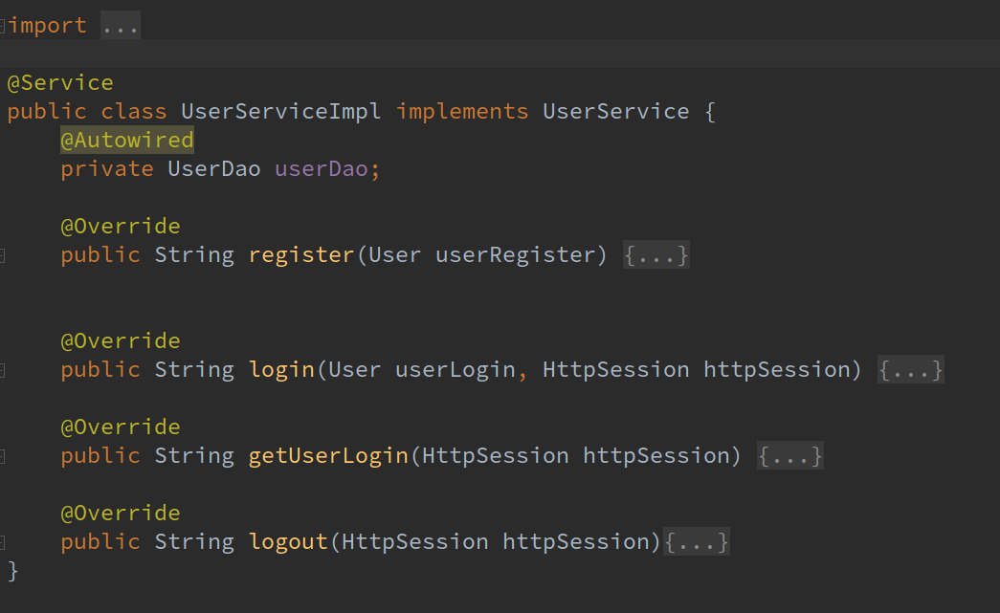 import ...
@Service
public class UserServiceImpl implements UserService {
@Autowired
private UserDao userDao;
@Override
public String register(User userRegister) {...}
@Override
public String login(User userLogin, HttpSession httpSession) {...}
@Override
public String getUserLogin(HttpSession httpSession) {...}
@Override
public String logout(HttpSession httpSession){...}
}